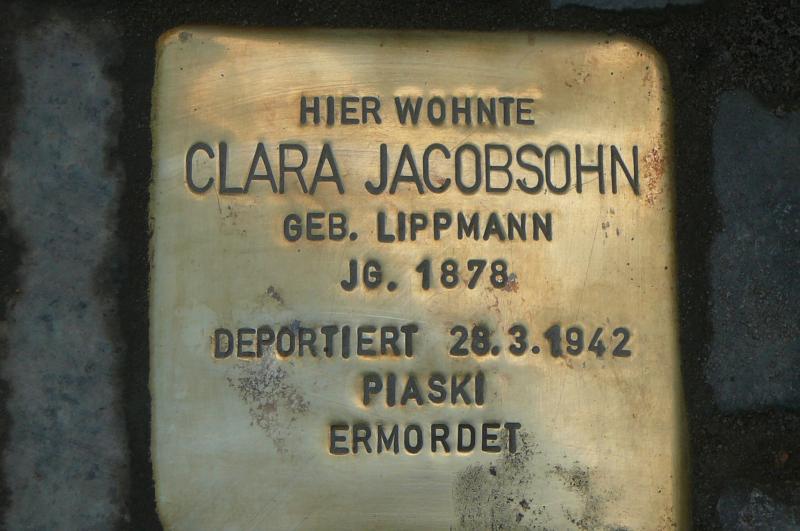 HIER WOHNTE
CLARA JACOBSOHN
GEB. LIPPMANN
JG. 1878
DEPORTIERT 28.3.1942
PIASKI
ERMORDET